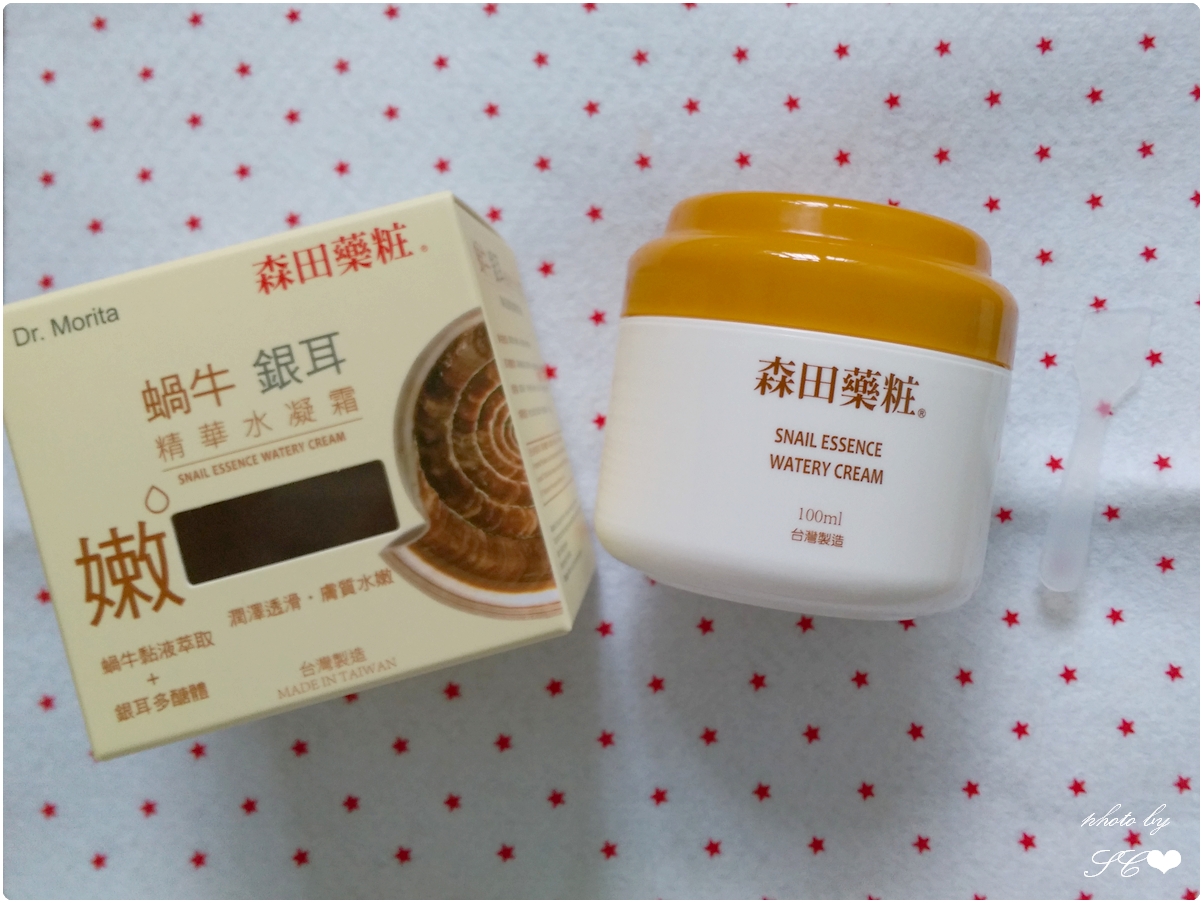 森田藥粧®
Dr. Morita
蝸牛 銀耳
精華水凝霜
SNAIL ESSENCE WATERY CREAM
嫩
潤澤透滑・膚質水嫩
蝸牛黏液萃取
+
銀耳多醣體
台灣製造
MADE IN TAIWAN
森田藥粧®
SNAIL ESSENCE
WATERY CREAM
100ml
台灣製造
photo by